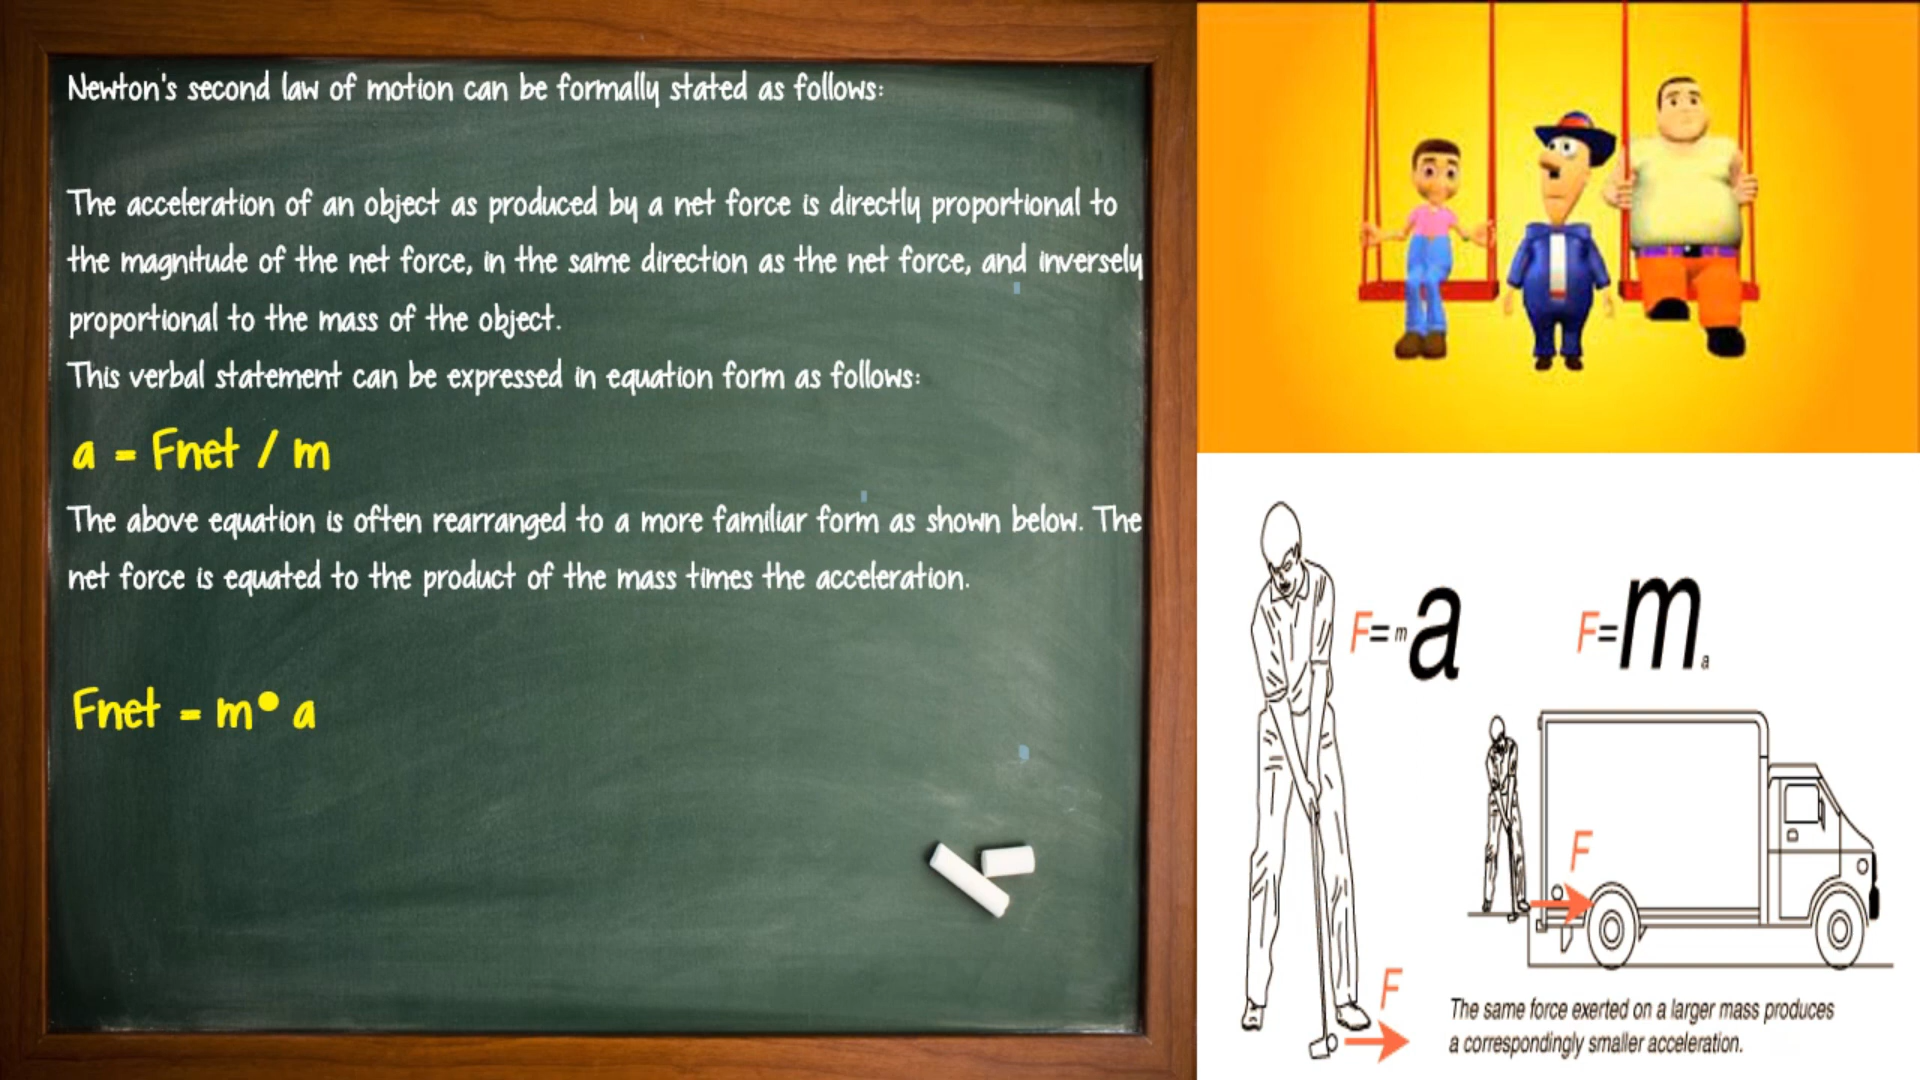 Newton's second law of motion can be formally stated as follows:
The acceleration of an object as produced by a net force is directly proportional to
the magnitude of the net force, in the same direction as the net force, and inversely
proportional to the mass of the object.
This verbal statement can be expressed in equation form as follows:
a = Fnet / m
The above equation is often rearranged to a more familiar form as shown below. The
net force is equated to the product of the mass times the acceleration.
Fnet = m• a
F=ma
F=ma
F
F
The same force exerted on a larger mass produces
a correspondingly smaller acceleration.